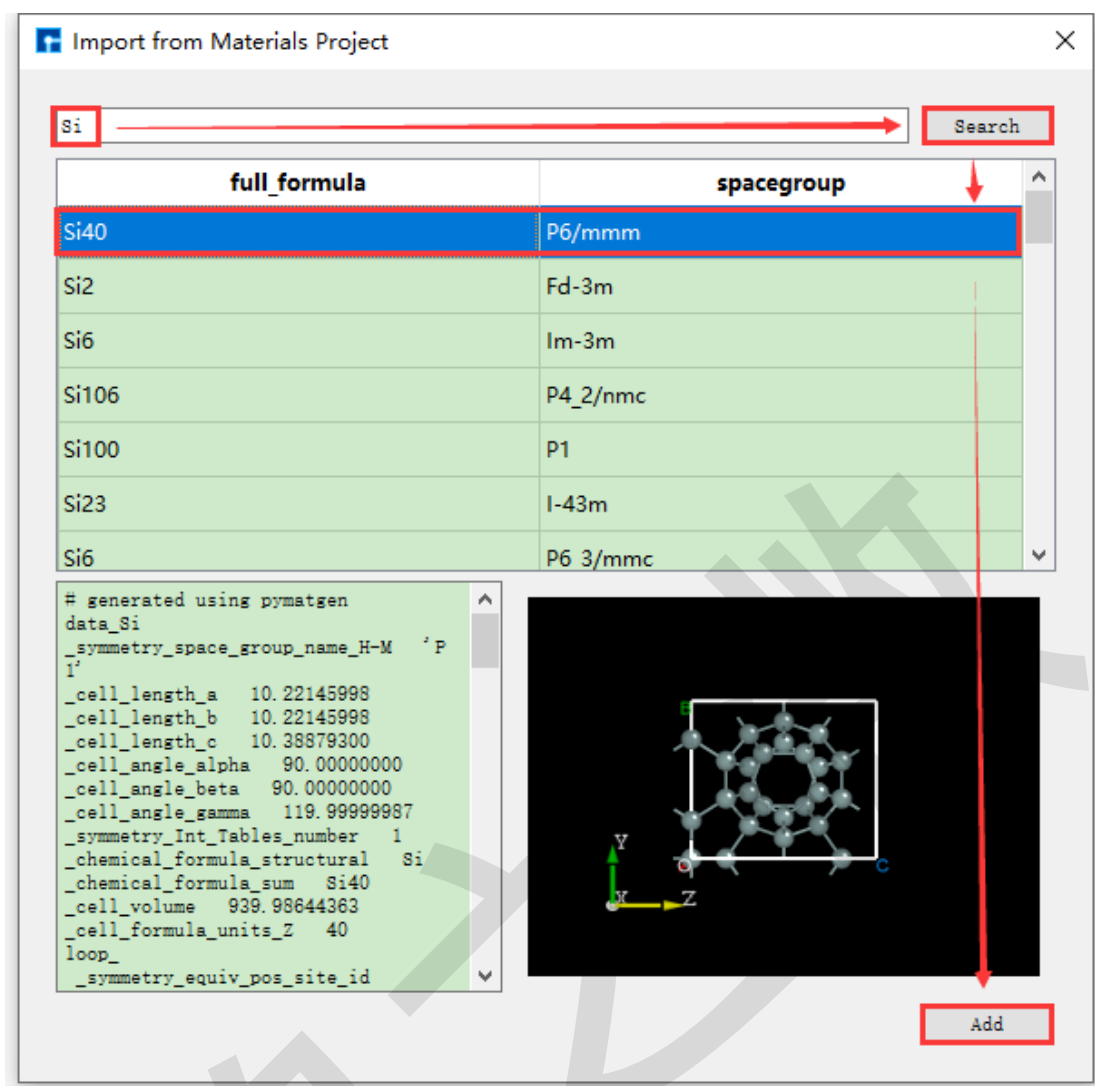 Import from Materials Project
Si
Search
full_formula spacegroup
Si40 P6/mmm
Si2 Fd-3m
Si6 Im-3m
Si106 P4_2/nmc
Si100 P1
Si23 I-43m
Si6 P6_3/mmc
# generated using pymatgen
data_Si
_symmetry_space_group_name_H-M 'P
1'
_cell_length_a 10.22145998
_cell_length_b 10.22145998
_cell_length_c 10.38879300
_cell_angle_alpha 90.00000000
_cell_angle_beta 90.00000000
_cell_angle_gamma 119.99999987
_symmetry_Int_Tables_number 1
_chemical_formula_structural Si
_chemical_formula_sum Si40
_cell_volume 939.98644363
_cell_formula_units_Z 40
loop_
_symmetry_equiv_pos_site_id
B
O
C
Y
X
Z
Add